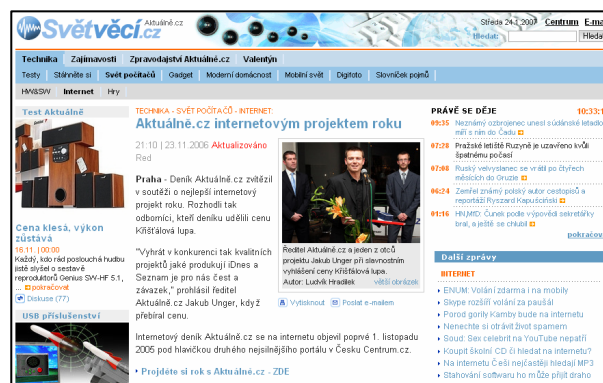 Světvěcí.cz
Aktuálně.cz
Středa 24.1.2007 Centrum E-ma
Hledat: Hledat
Technika Zajímavosti Zpravodajství Aktuálně.cz Valentýn
Testy Stáhněte si Svět počítačů Gadget Moderní domácnost Mobilní svět Digifoto Slovníček pojmů
HW&SW Internet Hry
Test Aktuálně
Cena klesá, výkon
zůstává
16.11. | 00:00
Každý, kdo rád poslouchá hudbu
jistě slyšel o sestavě
reproduktorů Genius SW-HF 5.1,
... pokračovat
Diskuse (77)
USB příslušenství
TECHNIKA - SVĚT POČÍTAČŮ - INTERNET:
Aktuálně.cz internetovým projektem roku
21:10 | 23.11.2006 Aktualizováno
Red
Praha - Deník Aktuálně.cz zvítězil
v soutěži o nejlepší internetový
projekt roku. Rozhodli tak
odborníci, kteří deníku udělili cenu
Křišťálová lupa.
"Vyhrát v konkurenci tak kvalitních
projektů jaké produkují iDnes a
Seznam je pro nás čest a
závazek," prohlásil ředitel
Aktuálně.cz Jakub Unger, když
přebíral cenu.
Ředitel Aktuálně.cz a jeden z otců
projektu Jakub Unger při slavnostním
vyhlášení ceny Křišťálová lupa.
Autor: Ludvík Hradilek větší obrázek
Vytisknout Poslat e-mailem
Internetový deník Aktuálně.cz se na internetu objevil poprvé 1. listopadu
2005 pod hlavičkou druhého nejsilnějšího portálu v Česku Centrum.cz.
Projděte si rok s Aktuálně.cz - ZDE
PRÁVĚ SE DĚJE 10:33:1
09:35 Neznámý ozbrojenec unesl súdánské letadlo,
míří s ním do Čadu
07:28 Pražské letiště Ruzyně je uzavřeno kvůli
špatnému počasí
07:08 Ruský velvyslanec se vrátil po čtyřech
měsících do Gruzie
06:24 Zemřel známý polský autor cestopisů a
reportáží Ryszard Kapuściński
01:16 HN,MfD: Čunek podle výpovědi sekretářky
bral, a ještě se chlubil
pokračov
Další zprávy
INTERNET
ENUM: Volání zdarma i na mobily
Skype rozšíří volání za paušál
Porod gorily Kamby bude na internetu
Nenechte si otrávit život spamem
Soud: Sex celebrit na YouTube nepatří
Koupit školní CD či hledat na internetu?
Na internetu Češi nejčastěji hledají MP3
Stahování softwaru ho může přijít draho